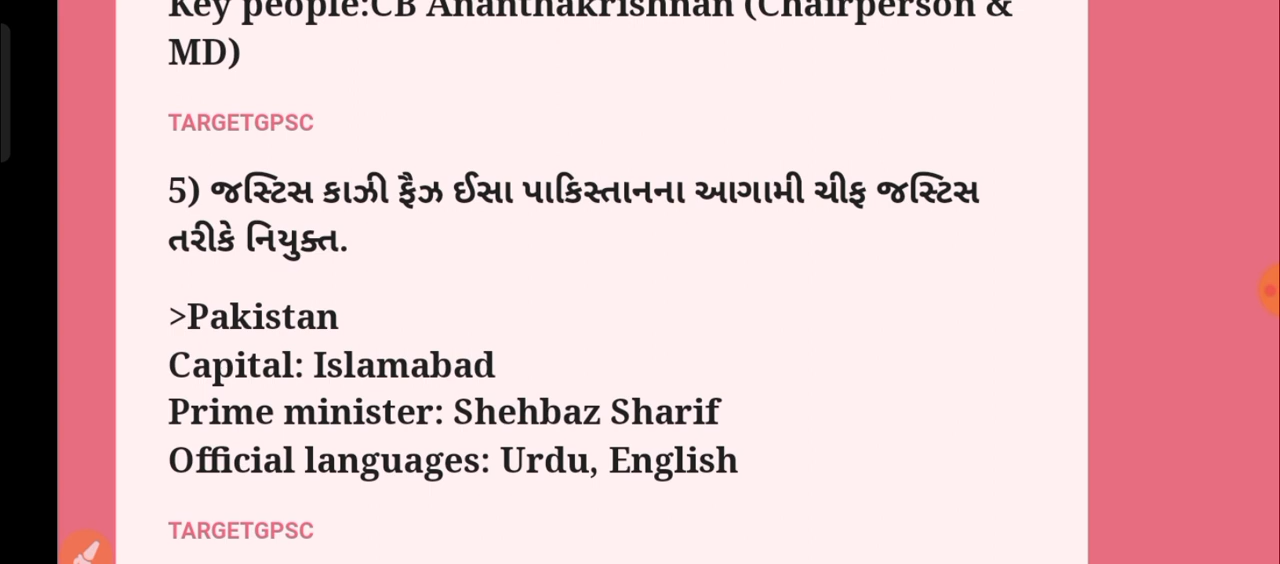 Key people:CB Ananthakrishnan (Chairperson &
MD)
TARGETGPSC
5) જસ્ટિસ કાઝી ફૈઝ ઈસા પાકિસ્તાનના આગામી ચીફ જસ્ટિસ
તરીકે નિયુક્ત.
>Pakistan
Capital: Islamabad
Prime minister: Shehbaz Sharif
Official languages: Urdu, English
TARGETGPSC